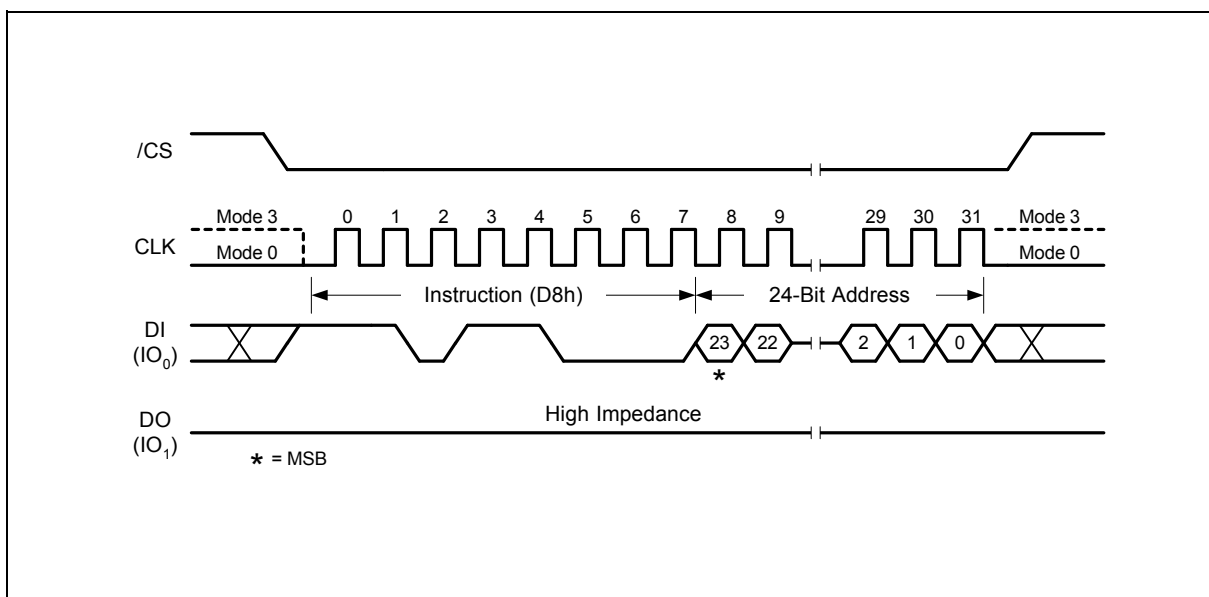 /CS
Mode 3 0 1 2 3 4 5 6 7 8 9 29 30 31 Mode 3
CLK
Mode 0 Mode 0
Instruction (D8h) 24-Bit Address
DI
(IO0) 23 22 2 1 0
*
High Impedance
DO
(IO1)
* = MSB